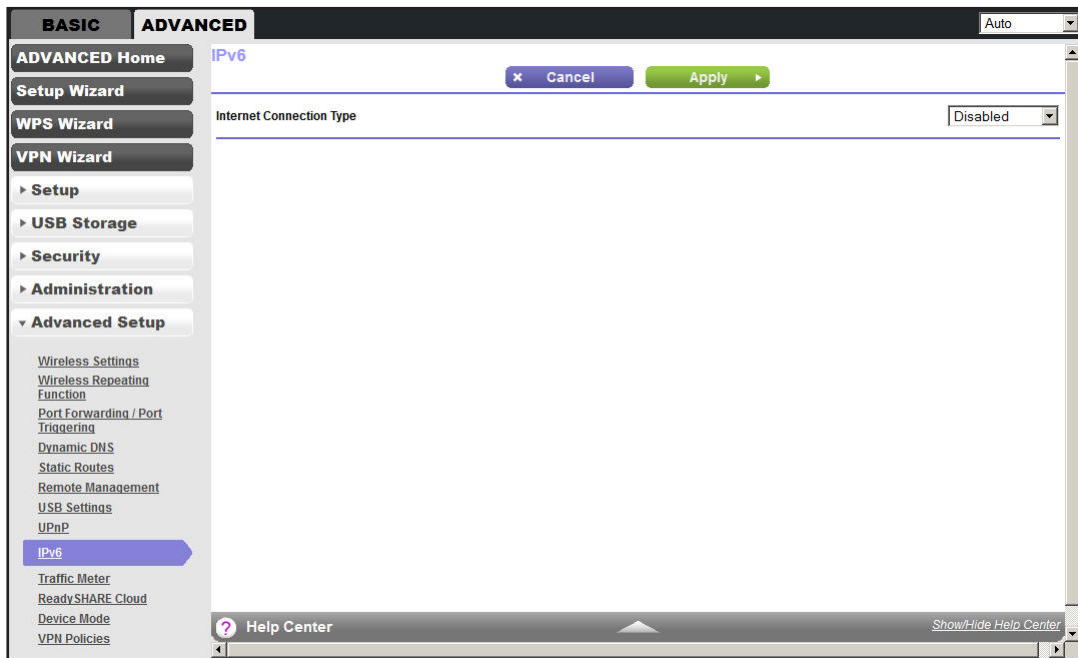 BASIC
ADVANCED
Auto
ADVANCED Home
Setup Wizard
WPS Wizard
VPN Wizard
Setup
USB Storage
Security
Administration
Advanced Setup
Wireless Settings
Wireless Repeating
Function
Port Forwarding / Port
Triggering
Dynamic DNS
Static Routes
Remote Management
USB Settings
UPnP
IPv6
Traffic Meter
ReadySHARE Cloud
Device Mode
VPN Policies
IPv6
Cancel
Apply
Internet Connection Type
Disabled
? Help Center
Show/Hide Help Center